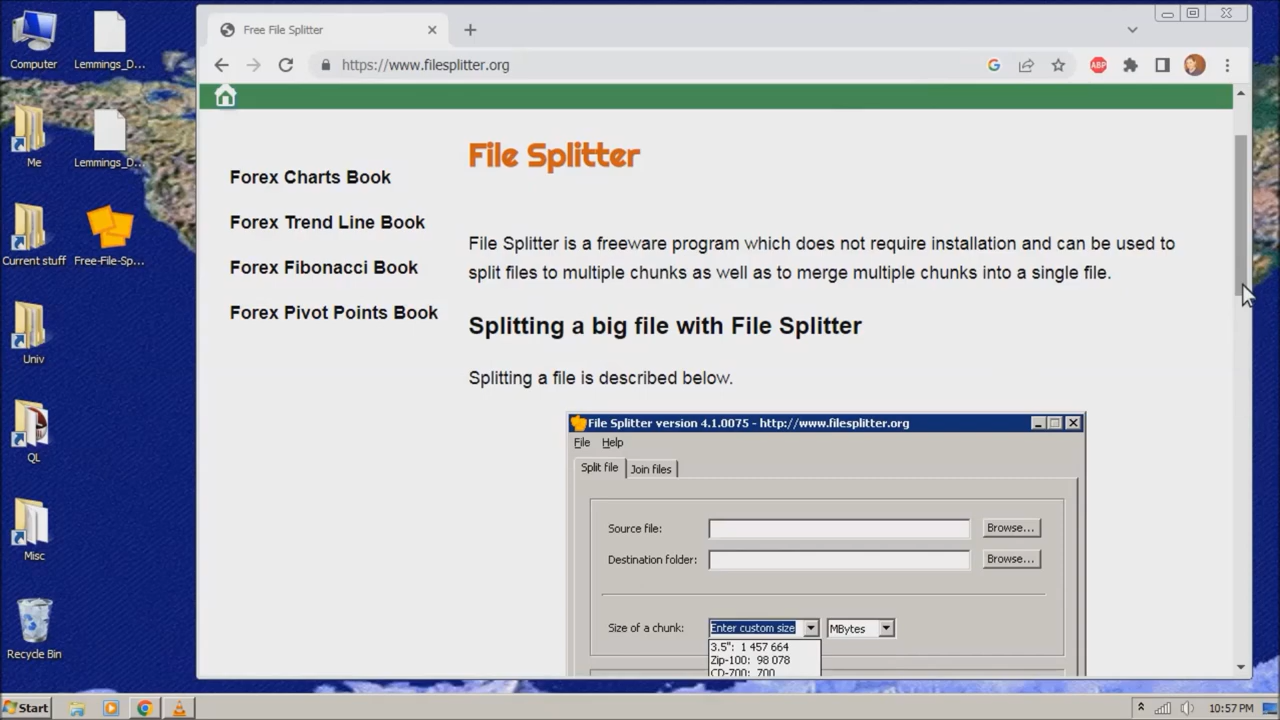 Computer
Lemmings_D...
Me
Lemmings_D...
Current stuff
Free-File-Sp...
Univ
QL
Misc
Recycle Bin
Free File Splitter
https://www.filesplitter.org
ABP
Forex Charts Book
Forex Trend Line Book
Forex Fibonacci Book
Forex Pivot Points Book
File Splitter
File Splitter is a freeware program which does not require installation and can be used to
split files to multiple chunks as well as to merge multiple chunks into a single file.
Splitting a big file with File Splitter
Splitting a file is described below.
File Splitter version 4.1.0075 - http://www.filesplitter.org
File Help
Split file Join files
Source file: Browse...
Destination folder: Browse...
Size of a chunk: Enter custom size MBytes
3.5": 1 457 664
Zip-100: 98 078
CD-700: 700
Start
10:57 PM